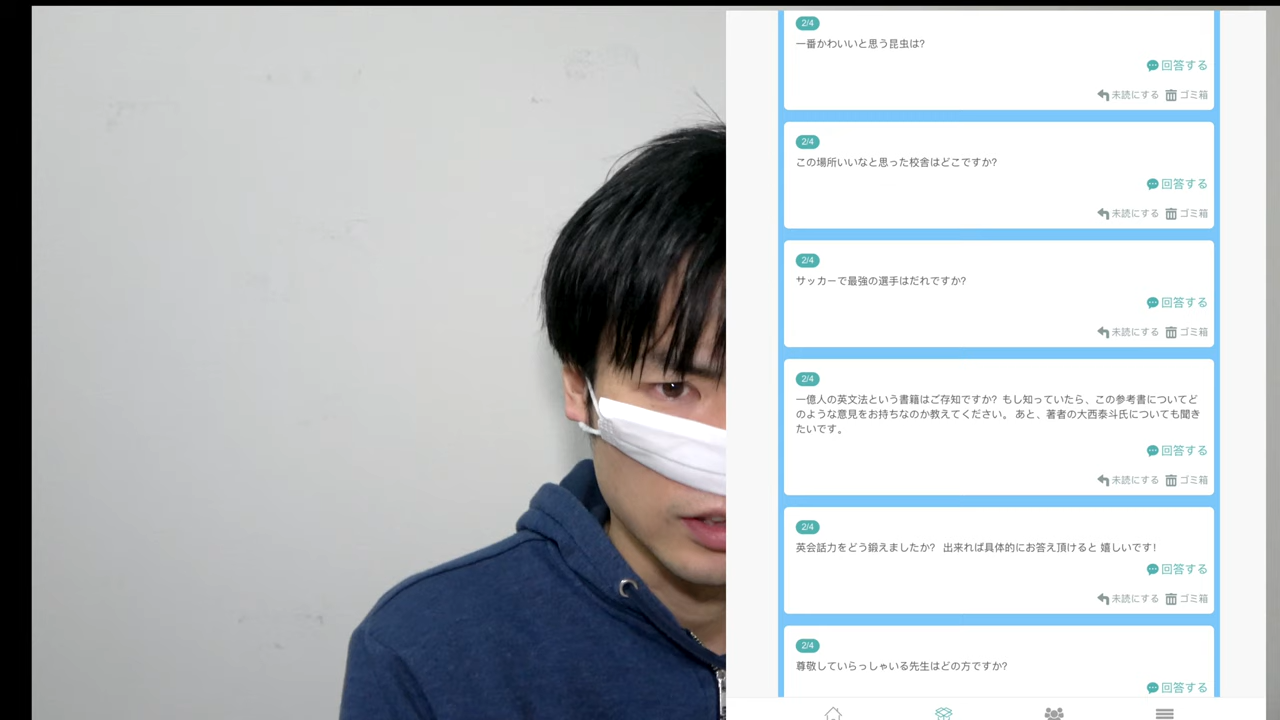 2/4
一番かわいいと思う昆虫は?
回答する
未読にする ゴミ箱
2/4
この場所いいなと思った校舎はどこですか?
回答する
未読にする ゴミ箱
2/4
サッカーで最強の選手はだれですか?
回答する
未読にする ゴミ箱
2/4
一億人の英文法という書籍はご存知ですか? もし知っていたら、この参考書についてど
のような意見をお持ちなのか教えてください。 あと、著者の大西泰斗氏についても聞き
たいです。
回答する
未読にする ゴミ箱
2/4
英会話力をどう鍛えましたか? 出来れば具体的にお答え頂けると 嬉しいです!
回答する
未読にする ゴミ箱
2/4
尊敬していらっしゃいる先生はどの方ですか?
回答する